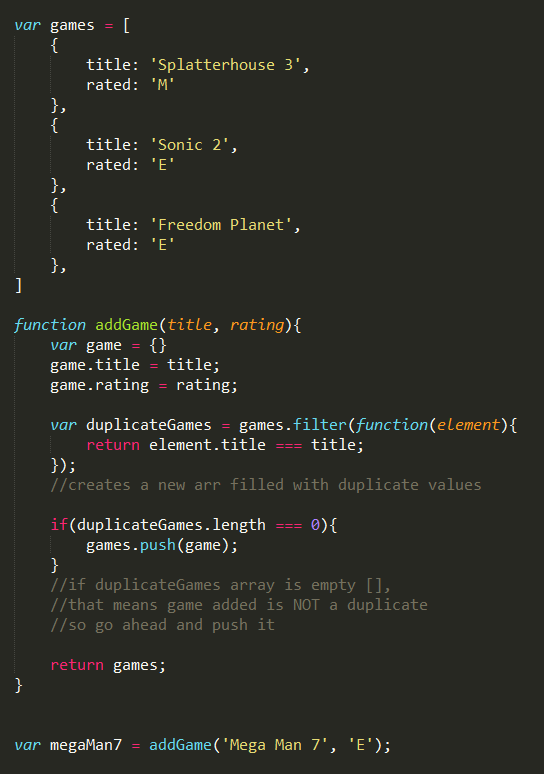 var games = [
    {
        title: 'Splatterhouse 3',
        rated: 'M'
    },
    {
        title: 'Sonic 2',
        rated: 'E'
    },
    {
        title: 'Freedom Planet',
        rated: 'E'
    },
]
function addGame(title, rating){
    var game = {}
    game.title = title;
    game.rating = rating;
    var duplicateGames = games.filter(function(element){
        return element.title === title;
    });
    //creates a new arr filled with duplicate values
    if(duplicateGames.length === 0){
        games.push(game);
    }
    //if duplicateGames array is empty [],
    //that means game added is NOT a duplicate
    //so go ahead and push it
    return games;
}
var megaMan7 = addGame('Mega Man 7', 'E');